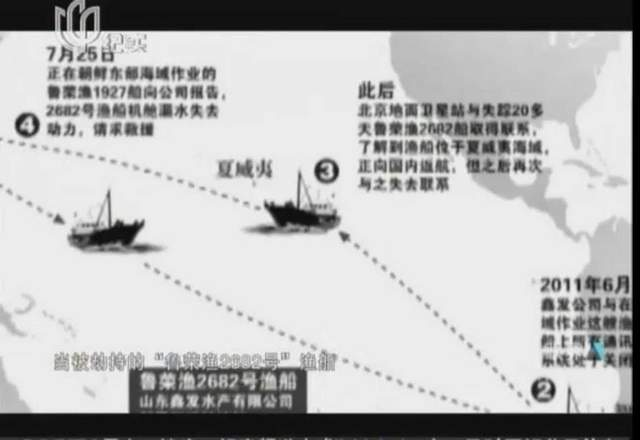 纪实
7月25日
正在朝鲜东部海域作业的
鲁荣渔1927船向公司报告,
2682号渔船机舱漏水失去
动力,请求救援
4
此后
北京地面卫星站与失踪20多
天鲁荣渔2682船取得联系,
了解到渔船位于夏威夷海域,
正向国内返航,但之后再次
与之失去联系
夏威夷
3
2011年6月
鑫发公司与在
域作业这艘渔
船上所有通讯
系统处于关闭
2
当被劫持的“鲁荣渔2682号”渔船
鲁荣渔2682号渔船
山东鑫发水产有限公司